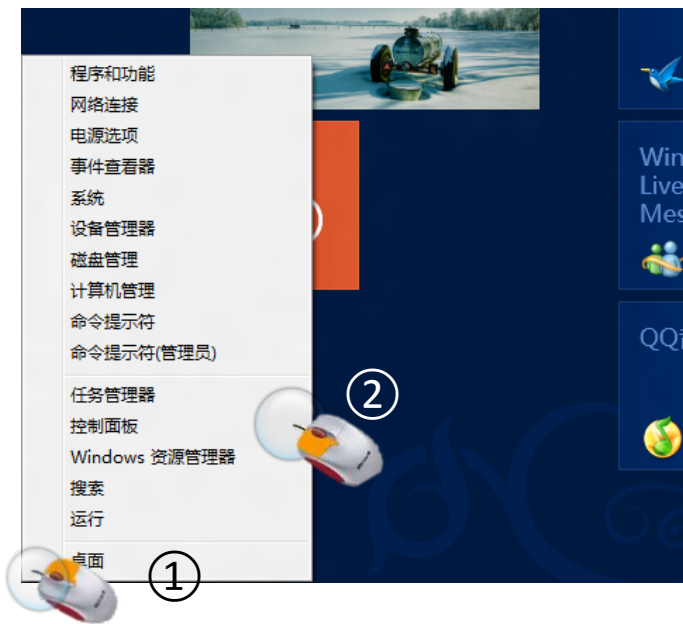 程序和功能
网络连接
电源选项
事件查看器
系统
设备管理器
磁盘管理
计算机管理
命令提示符
命令提示符(管理员)
任务管理器
控制面板
Windows 资源管理器
搜索
运行
桌面
①
②
Win
Live
Mes
QQ